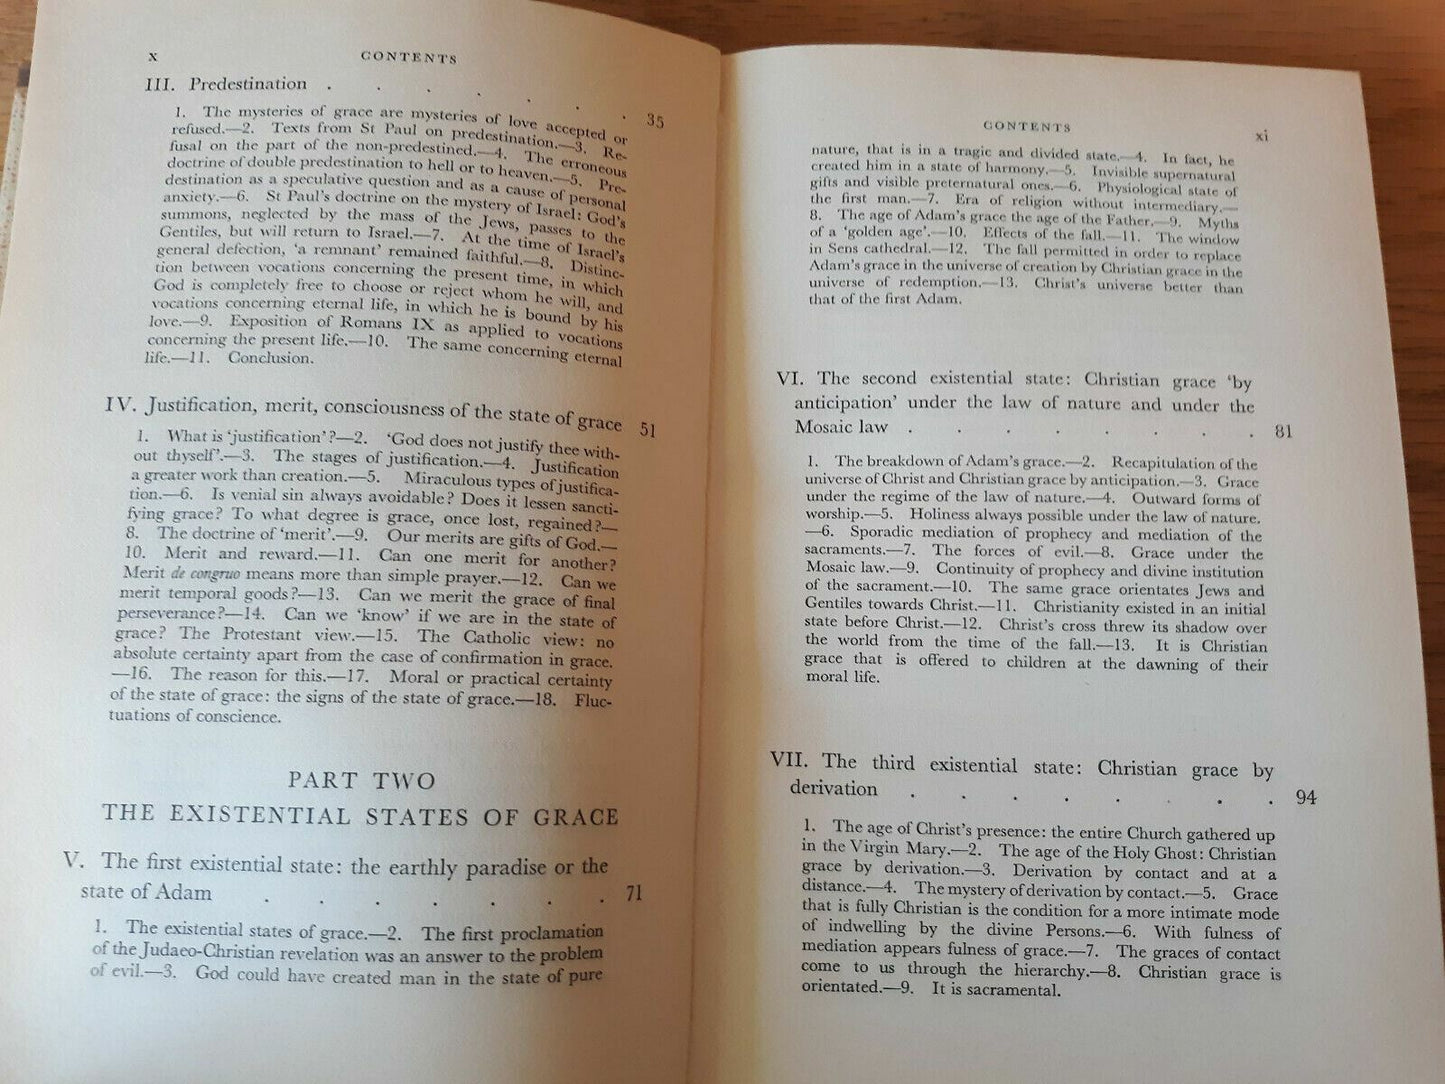 x
CONTENTS
III. Predestination . . . . . . . 35
1. The mysteries of grace are mysteries of love accepted or
refused.—2. Texts from St Paul on predestination.—3. Re-
fusal on the part of the non-predestined.—4. The erroneous
doctrine of double predestination to hell or to heaven.—5. Pre-
destination as a speculative question and as a cause of personal
anxiety.—6. St Paul's doctrine on the mystery of Israel: God's
summons, neglected by the mass of the Jews, passes to the
Gentiles, but will return to Israel.—7. At the time of Israel's
general defection, 'a remnant' remained faithful.—8. Distinc-
tion between vocations concerning the present time, in which
God is completely free to choose or reject whom he will, and
vocations concerning eternal life, in which he is bound by his
love.—9. Exposition of Romans IX as applied to vocations
concerning the present life.—10. The same concerning eternal
life.—11. Conclusion.
IV. Justification, merit, consciousness of the state of grace 51
1. What is 'justification'?—2. 'God does not justify thee with-
out thyself'.—3. The stages of justification.—4. Justification
a greater work than creation.—5. Miraculous types of justifica-
tion.—6. Is venial sin always avoidable? Does it lessen sancti-
fying grace? To what degree is grace, once lost, regained?—
8. The doctrine of 'merit'.—9. Our merits are gifts of God.—
10. Merit and reward.—11. Can one merit for another?
Merit de congruo means more than simple prayer.—12. Can we
merit temporal goods?—13. Can we merit the grace of final
perseverance?—14. Can we 'know' if we are in the state of
grace? The Protestant view.—15. The Catholic view: no
absolute certainty apart from the case of confirmation in grace.
—16. The reason for this.—17. Moral or practical certainty
of the state of grace: the signs of the state of grace.—18. Fluc-
tuations of conscience.
PART TWO
THE EXISTENTIAL STATES OF GRACE
V. The first existential state: the earthly paradise or the
state of Adam . . . . . . . 71
1. The existential states of grace.—2. The first proclamation
of the Judaeo-Christian revelation was an answer to the problem
of evil.—3. God could have created man in the state of pure
CONTENTS
xi
nature, that is in a tragic and divided state.—4. In fact, he
created him in a state of harmony.—5. Invisible supernatural
gifts and visible preternatural ones.—6. Physiological state of
the first man.—7. Era of religion without intermediary.—
8. The age of Adam's grace the age of the Father.—9. Myths
of a 'golden age'.—10. Effects of the fall.—11. The window
in Sens cathedral.—12. The fall permitted in order to replace
Adam's grace in the universe of creation by Christian grace in the
universe of redemption.—13. Christ's universe better than
that of the first Adam.
VI. The second existential state: Christian grace 'by
anticipation' under the law of nature and under the
Mosaic law . . . . . . . . 81
1. The breakdown of Adam's grace.—2. Recapitulation of the
universe of Christ and Christian grace by anticipation.—3. Grace
under the regime of the law of nature.—4. Outward forms of
worship.—5. Holiness always possible under the law of nature.
—6. Sporadic mediation of prophecy and mediation of the
sacraments.—7. The forces of evil.—8. Grace under the
Mosaic law.—9. Continuity of prophecy and divine institution
of the sacrament.—10. The same grace orientates Jews and
Gentiles towards Christ.—11. Christianity existed in an initial
state before Christ.—12. Christ's cross threw its shadow over
the world from the time of the fall.—13. It is Christian
grace that is offered to children at the dawning of their
moral life.
VII. The third existential state: Christian grace by
derivation . . . . . . . . 94
1. The age of Christ's presence: the entire Church gathered up
in the Virgin Mary.—2. The age of the Holy Ghost: Christian
grace by derivation.—3. Derivation by contact and at a
distance.—4. The mystery of derivation by contact.—5. Grace
that is fully Christian is the condition for a more intimate mode
of indwelling by the divine Persons.—6. With fulness of
mediation appears fulness of grace.—7. The graces of contact
come to us through the hierarchy.—8. Christian grace is
orientated.—9. It is sacramental.